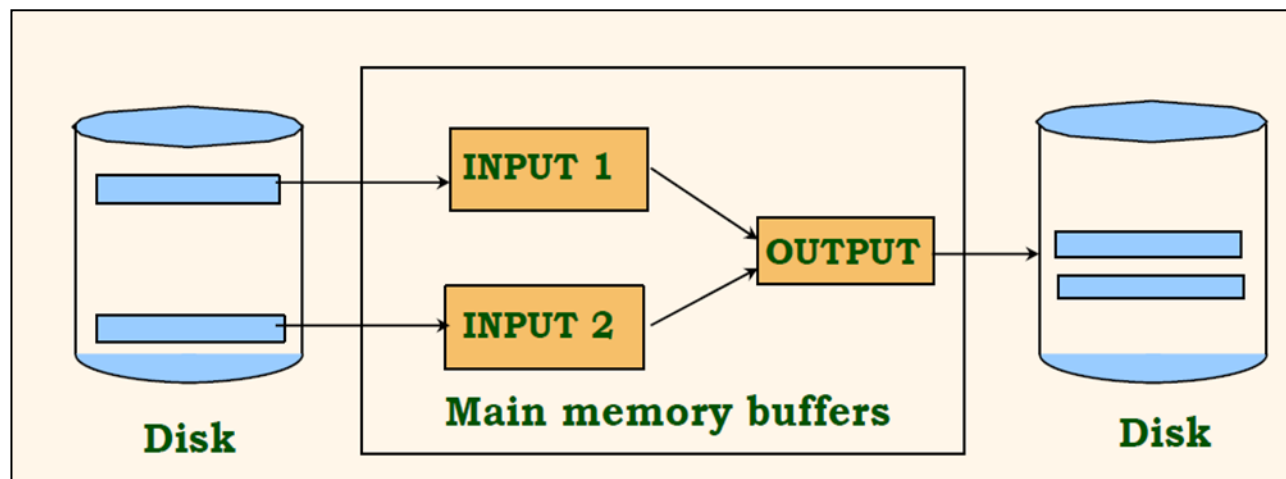 INPUT 1
OUTPUT
INPUT 2
Main memory buffers
Disk
Disk